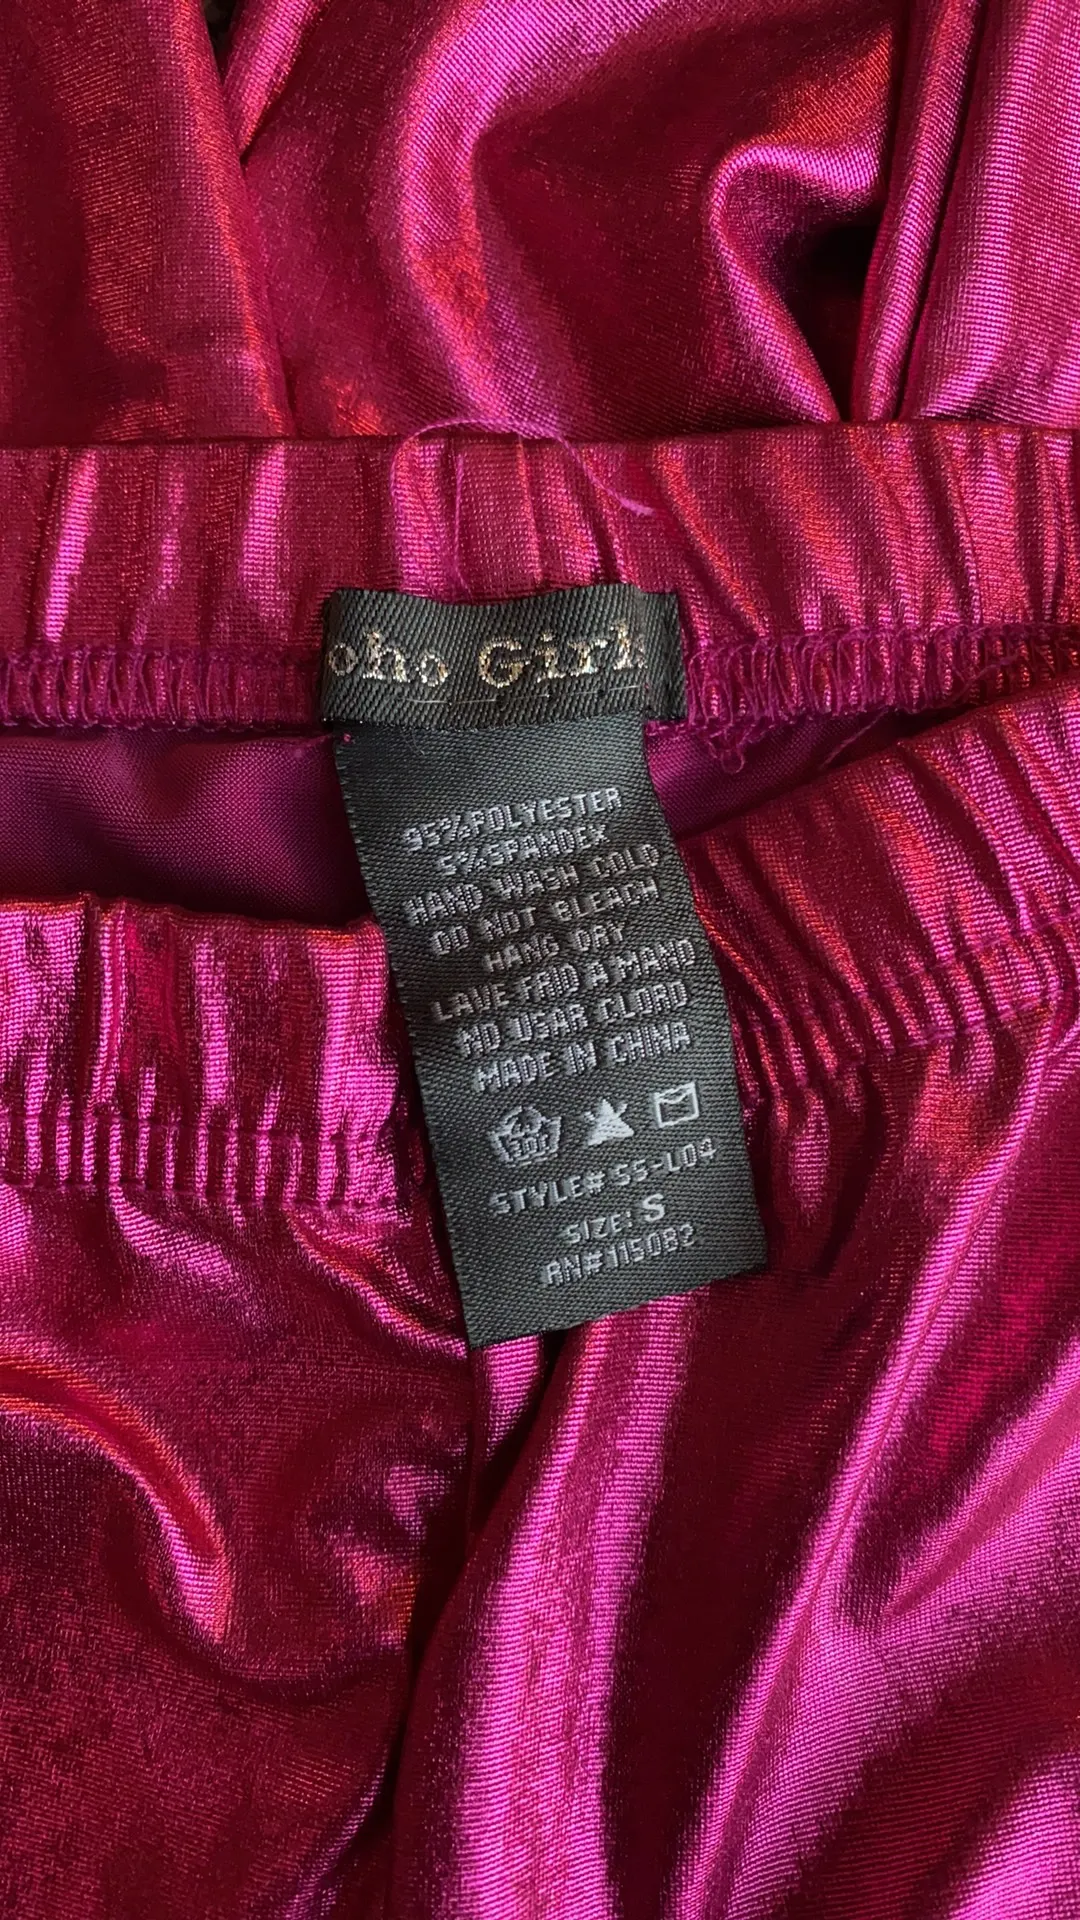 oho Girl
95%POLYESTER
5%SPANDEX
HAND WASH COLD
DO NOT BLEACH
HANG DRY
LAVE FRID A MANO
NO USAR CLORO
MADE IN CHINA
STYLE# SS-L04
SIZE: S
RN#115082